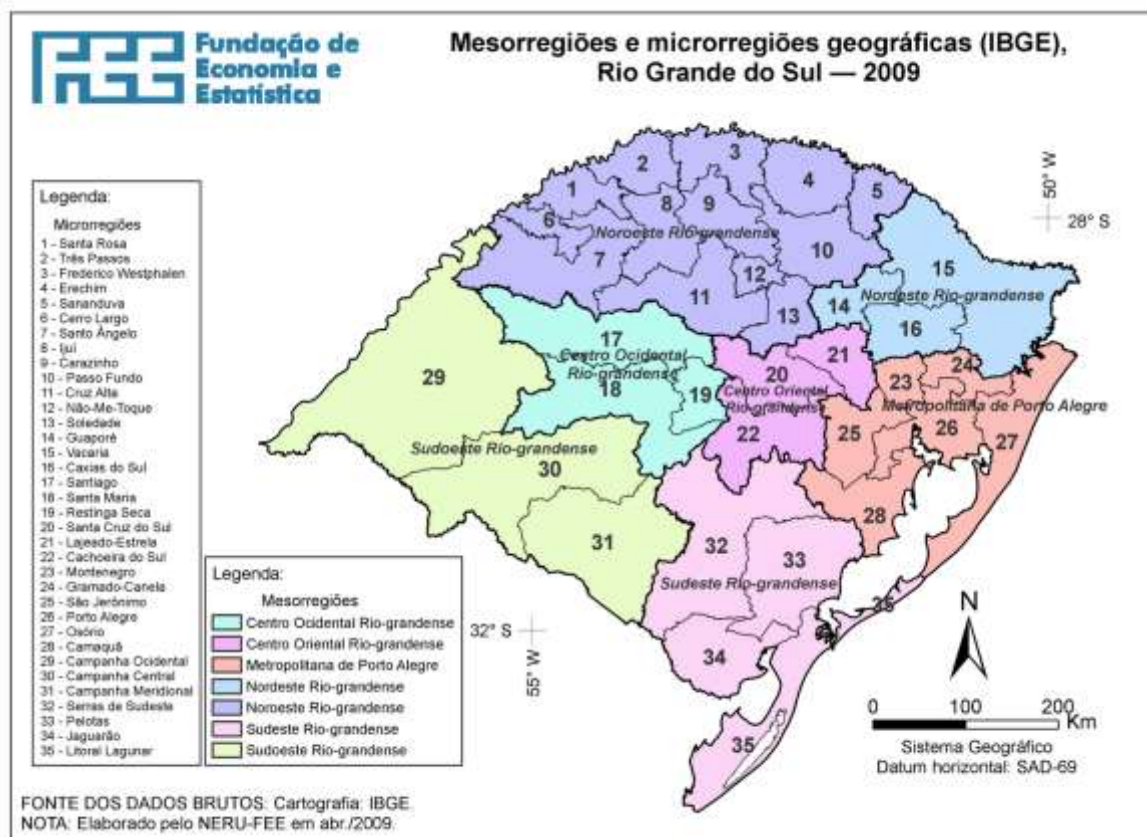 FEE
Fundação de
Economia e
Estatística
Mesorregiões e microrregiões geográficas (IBGE),
Rio Grande do Sul — 2009
Legenda:
Microrregiões
1 - Santa Rosa
2 - Três Passos
3 - Frederico Westphalen
4 - Erechim
5 - Sananduva
6 - Cerro Largo
7 - Santo Ângelo
8 - Ijuí
9 - Carazinho
10 - Passo Fundo
11 - Cruz Alta
12 - Não-Me-Toque
13 - Soledade
14 - Guaporé
15 - Vacaria
16 - Caxias do Sul
17 - Santiago
18 - Santa Maria
19 - Restinga Seca
20 - Santa Cruz do Sul
21 - Lajeado-Estrela
22 - Cachoeira do Sul
23 - Montenegro
24 - Gramado-Canela
25 - São Jerônimo
26 - Porto Alegre
27 - Osório
28 - Camaquã
29 - Campanha Ocidental
30 - Campanha Central
31 - Campanha Meridional
32 - Serras de Sudeste
33 - Pelotas
34 - Jaguarão
35 - Litoral Lagunar
Legenda:
Mesorregiões
Centro Ocidental Rio-grandense
Centro Oriental Rio-grandense
Metropolitana de Porto Alegre
Nordeste Rio-grandense
Noroeste Rio-grandense
Sudeste Rio-grandense
Sudoeste Rio-grandense
50° W
28° S
1
2
3
4
5
6
8
9
Noroeste Rio-grandense
7
10
12
11
13
15
Nordeste Rio-grandense
14
16
17
Centro Ocidental
Rio-grandense
18
19
21
20
Centro Oriental
Rio-grandense
22
23
24
Metropolitana de Porto Alegre
25
26
27
28
29
Sudoeste Rio-grandense
30
31
32
33
Sudeste Rio-grandense
34
35
35
32° S
55° W
N
0 100 200
Km
Sistema Geográfico
Datum horizontal: SAD-69
FONTE DOS DADOS BRUTOS: Cartografia: IBGE.
NOTA: Elaborado pelo NERU-FEE em abr./2009.